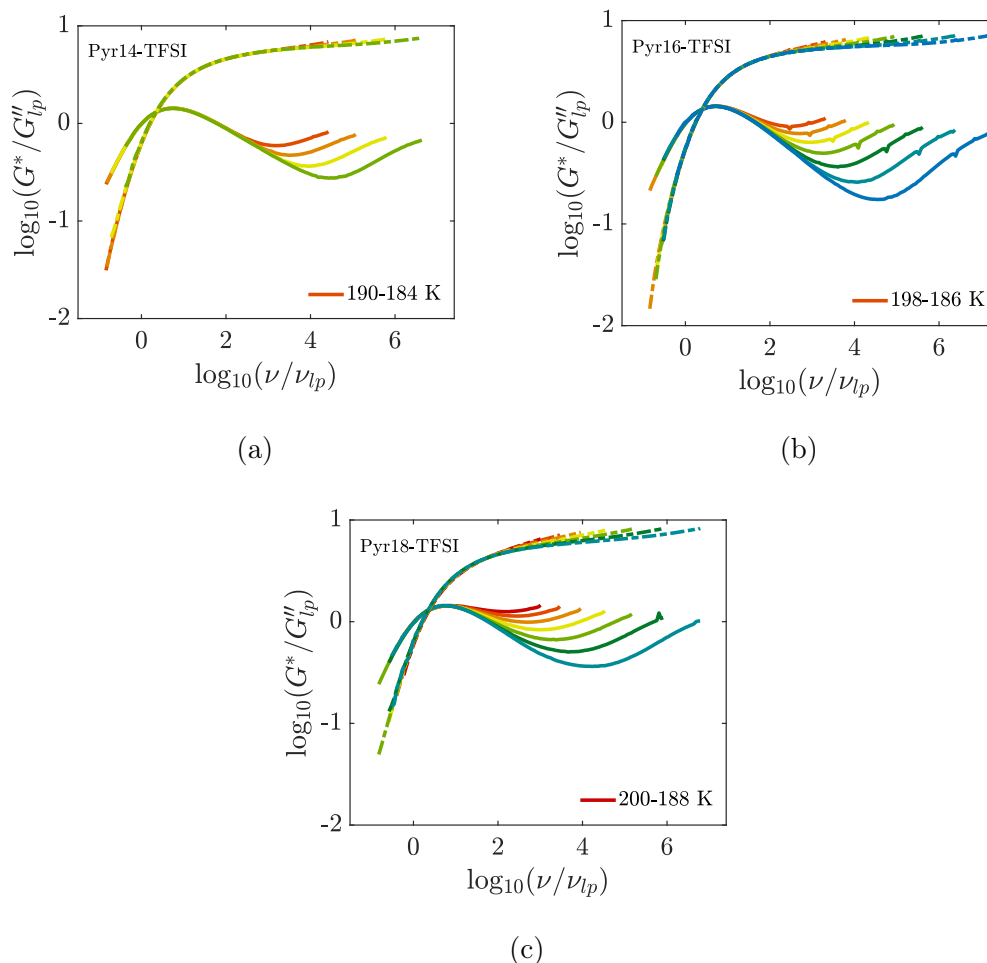 1
Pyr14-TFSI
0
log₁₀(G*/G″ₗₚ)
-1
190-184 K
-2
0 2 4 6
log₁₀(ν/νₗₚ)
(a)
1
Pyr16-TFSI
0
log₁₀(G*/G″ₗₚ)
-1
198-186 K
-2
0 2 4 6
log₁₀(ν/νₗₚ)
(b)
1
Pyr18-TFSI
0
log₁₀(G*/G″ₗₚ)
-1
200-188 K
-2
0 2 4 6
log₁₀(ν/νₗₚ)
(c)